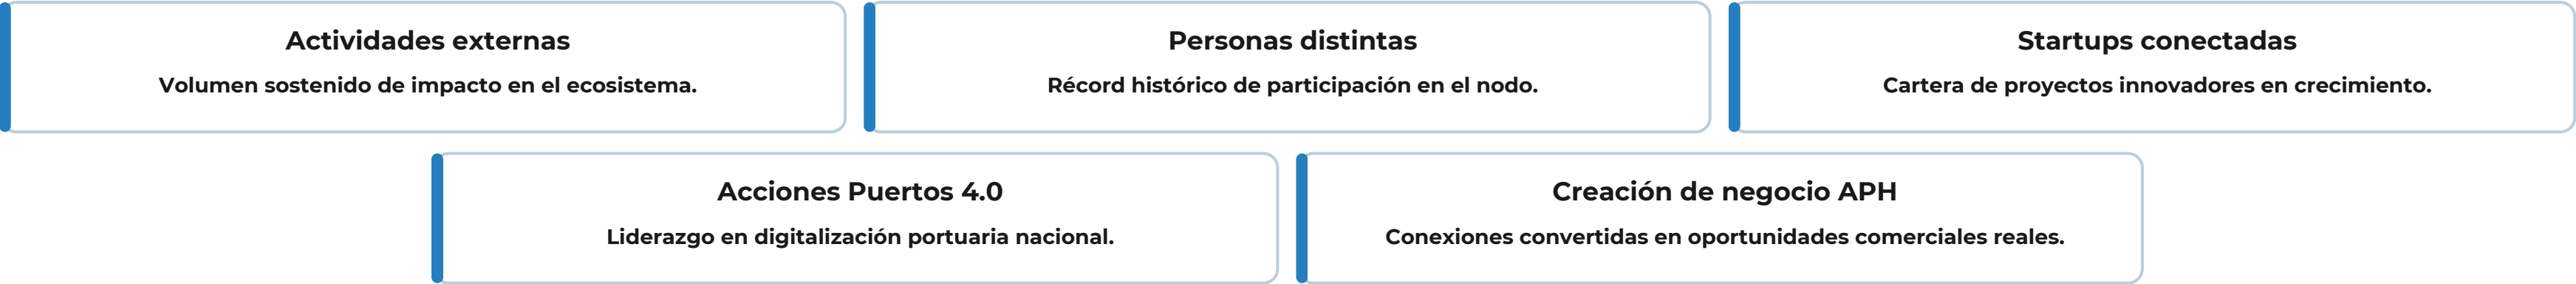 Actividades externas
Volumen sostenido de impacto en el ecosistema.
Personas distintas
Récord histórico de participación en el nodo.
Startups conectadas
Cartera de proyectos innovadores en crecimiento.
Acciones Puertos 4.0
Liderazgo en digitalización portuaria nacional.
Creación de negocio APH
Conexiones convertidas en oportunidades comerciales reales.